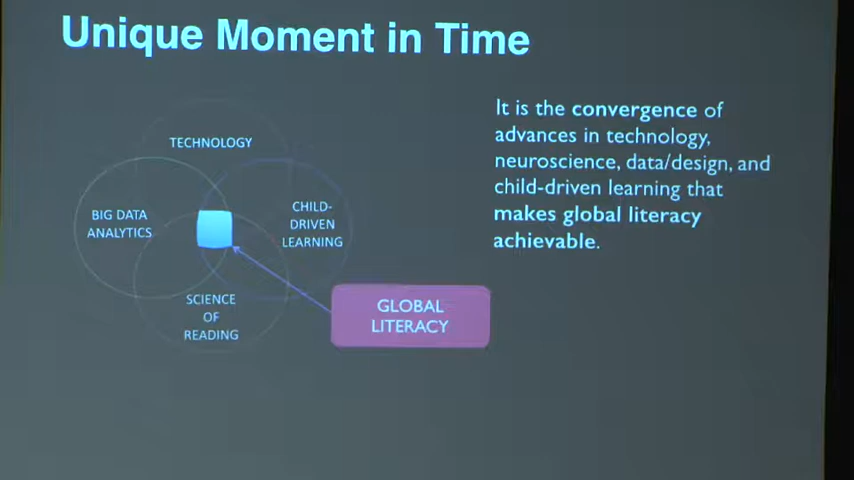 Unique Moment in Time
TECHNOLOGY
BIG DATA
ANALYTICS
CHILD-
DRIVEN
LEARNING
SCIENCE
OF
READING
GLOBAL
LITERACY
It is the convergence of
advances in technology,
neuroscience, data/design, and
child-driven learning that
makes global literacy
achievable.